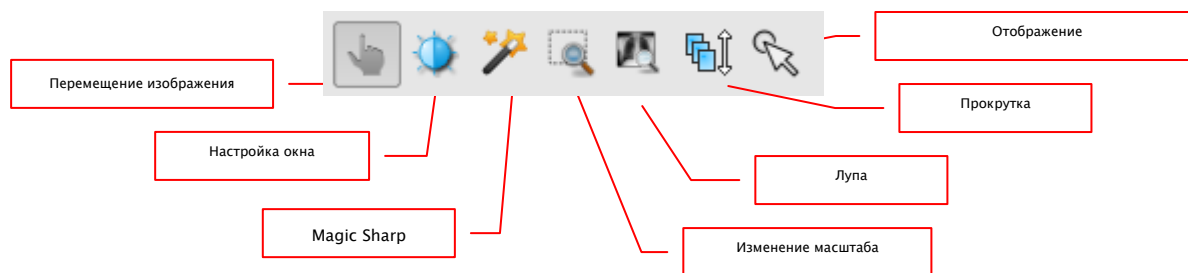 Отображение
Перемещение изображения
Прокрутка
Настройка окна
Лупа
Magic Sharp
Изменение масштаба